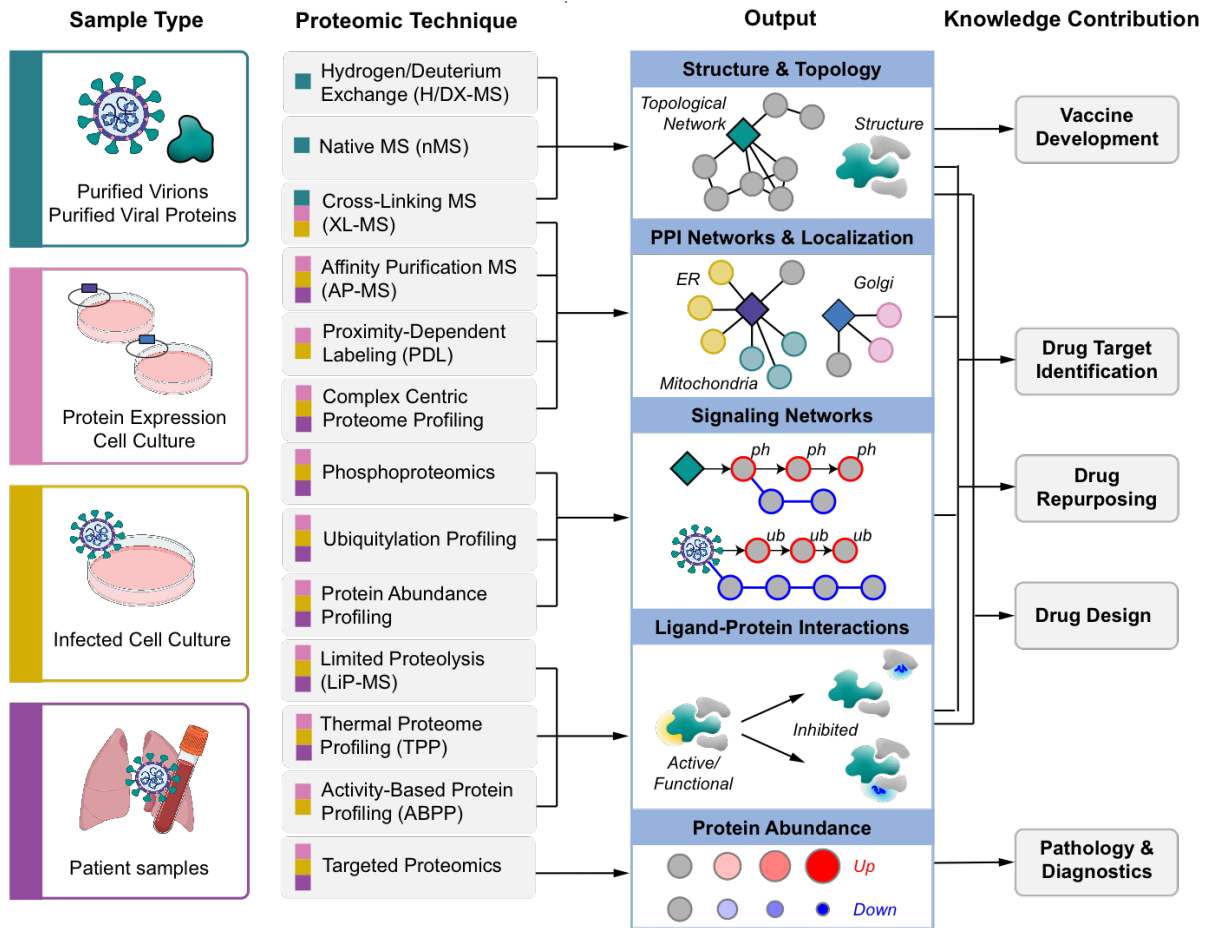 Sample Type
Proteomic Technique
Output
Knowledge Contribution
Purified Virions
Purified Viral Proteins
Protein Expression
Cell Culture
Infected Cell Culture
Patient samples
Hydrogen/Deuterium
Exchange (H/DX-MS)
Native MS (nMS)
Cross-Linking MS
(XL-MS)
Affinity Purification MS
(AP-MS)
Proximity-Dependent
Labeling (PDL)
Complex Centric
Proteome Profiling
Phosphoproteomics
Ubiquitylation Profiling
Protein Abundance
Profiling
Limited Proteolysis
(LiP-MS)
Thermal Proteome
Profiling (TPP)
Activity-Based Protein
Profiling (ABPP)
Targeted Proteomics
Structure & Topology
Topological
Network
Structure
PPI Networks & Localization
ER
Golgi
Mitochondria
Signaling Networks
ph
ph
ph
ub
ub
ub
Ligand-Protein Interactions
Inhibited
Active/
Functional
Protein Abundance
Up
Down
Vaccine
Development
Drug Target
Identification
Drug
Repurposing
Drug Design
Pathology &
Diagnostics